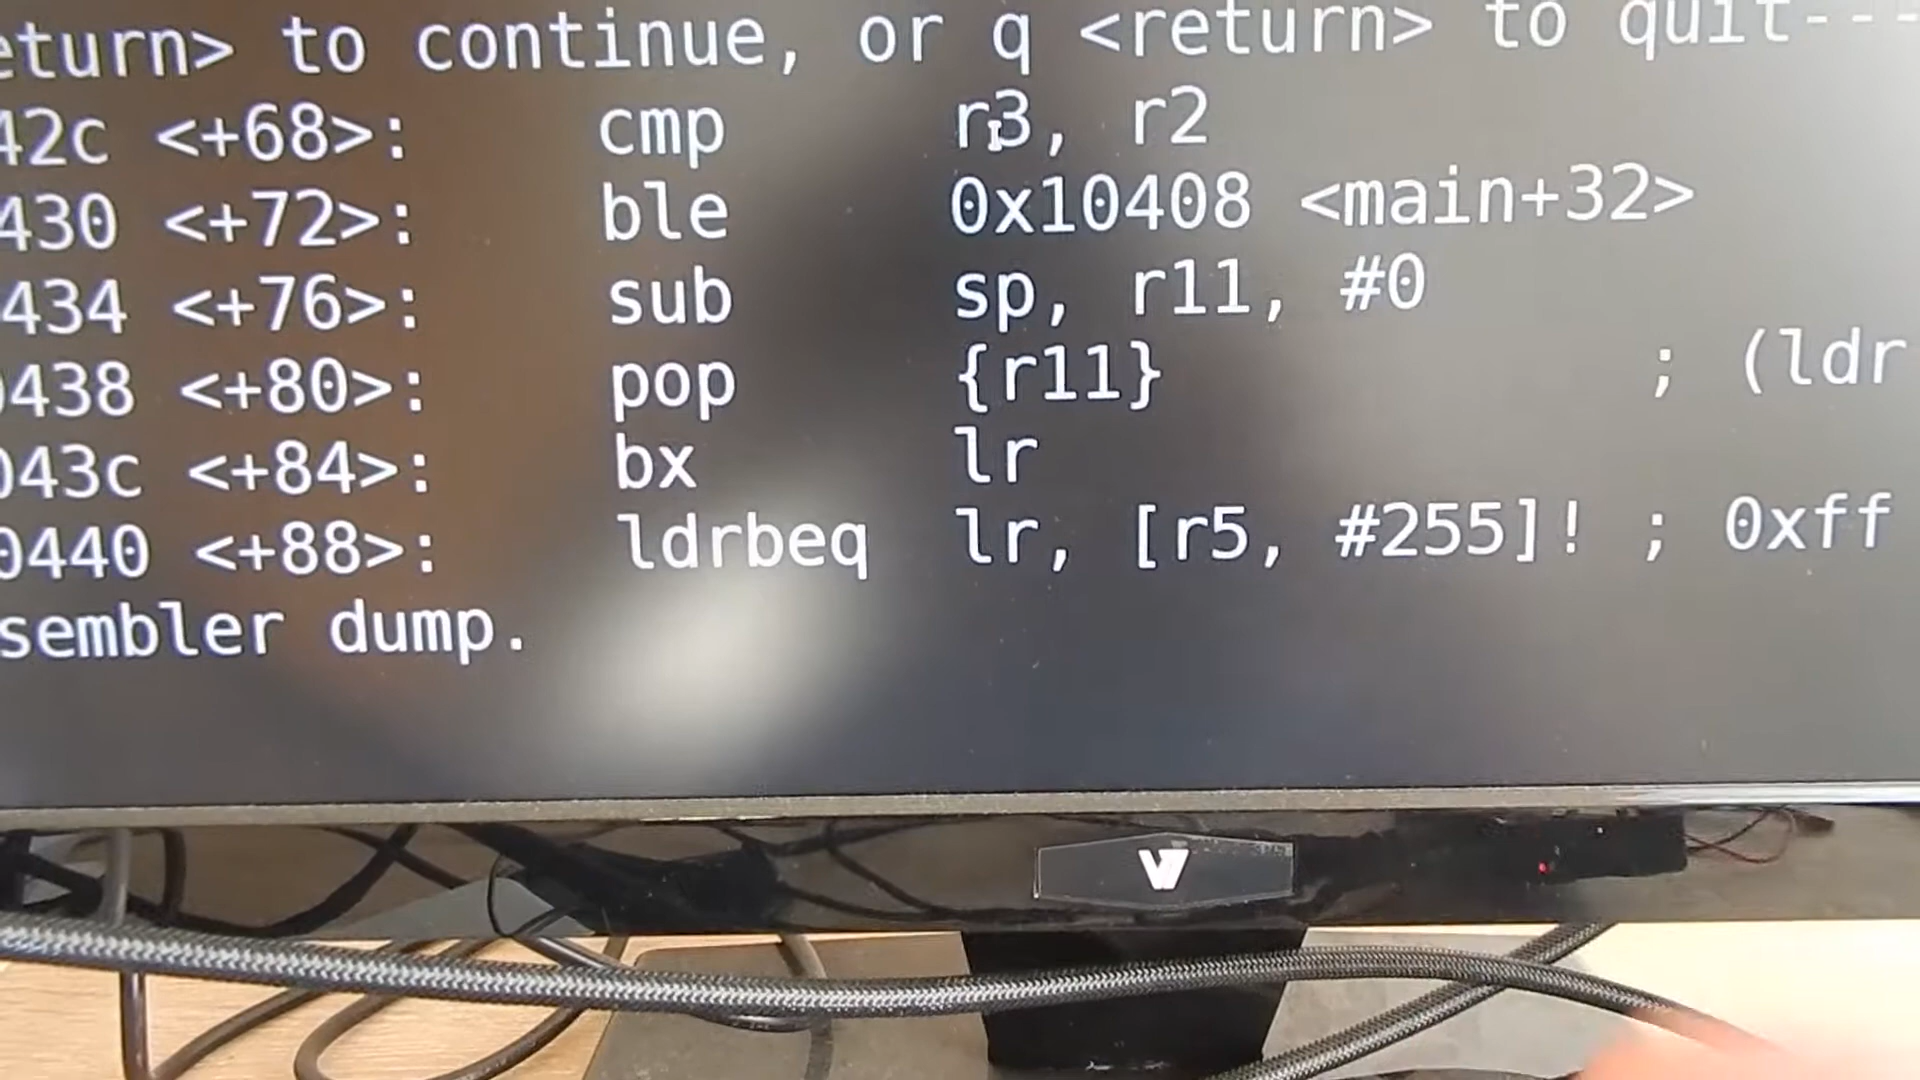 eturn> to continue, or q <return> to quit---
42c <+68>: cmp r3, r2
430 <+72>: ble 0x10408 <main+32>
434 <+76>: sub sp, r11, #0
0438 <+80>: pop {r11} ; (ldr
043c <+84>: bx lr
0440 <+88>: ldrbeq lr, [r5, #255]! ; 0xff
sembler dump.
V7